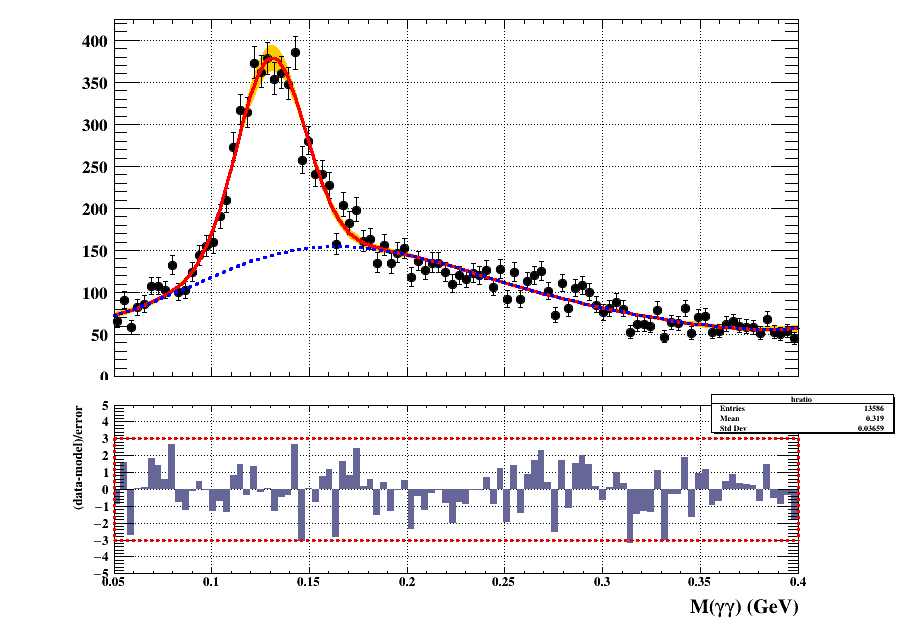 400
350
300
250
200
150
100
50
0
(data-model)/error
5
4
3
2
1
0
−1
−2
−3
−4
−5
hratio
Entries 13586
Mean 0.319
Std Dev 0.03659
0.05 0.1 0.15 0.2 0.25 0.3 0.35 0.4
M(γγ) (GeV)